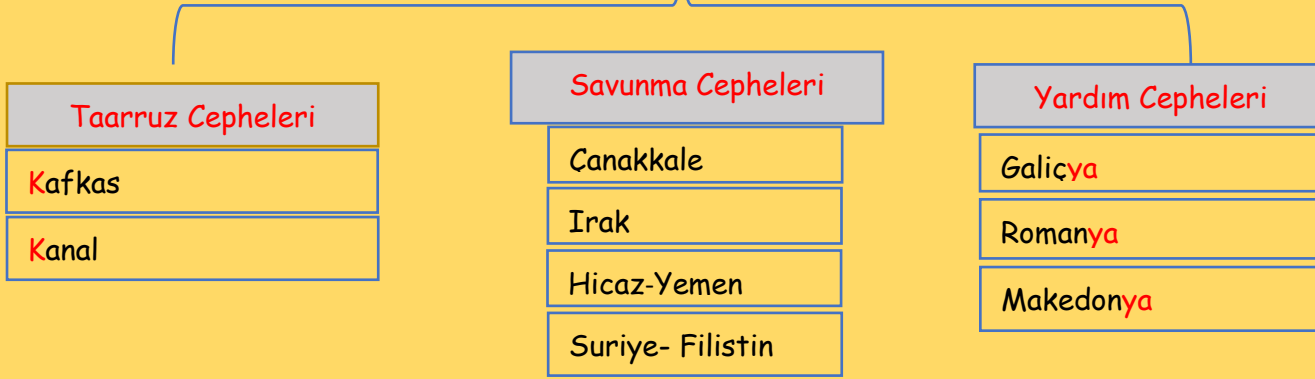 Taarruz Cepheleri
Kafkas
Kanal
Savunma Cepheleri
Çanakkale
Irak
Hicaz-Yemen
Suriye- Filistin
Yardım Cepheleri
Galiçya
Romanya
Makedonya